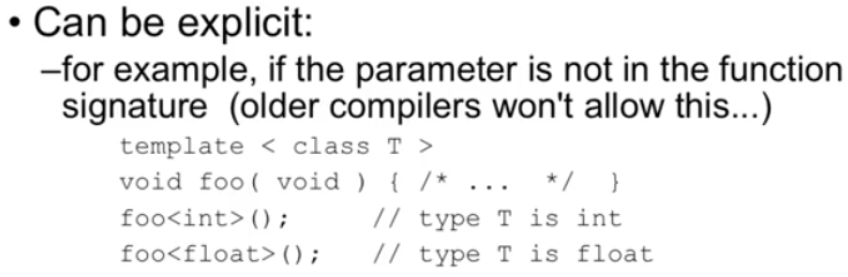 • Can be explicit:
–for example, if the parameter is not in the function
signature (older compilers won't allow this...)
template < class T >
void foo( void ) { /* ... */ }
foo<int>(); // type T is int
foo<float>(); // type T is float